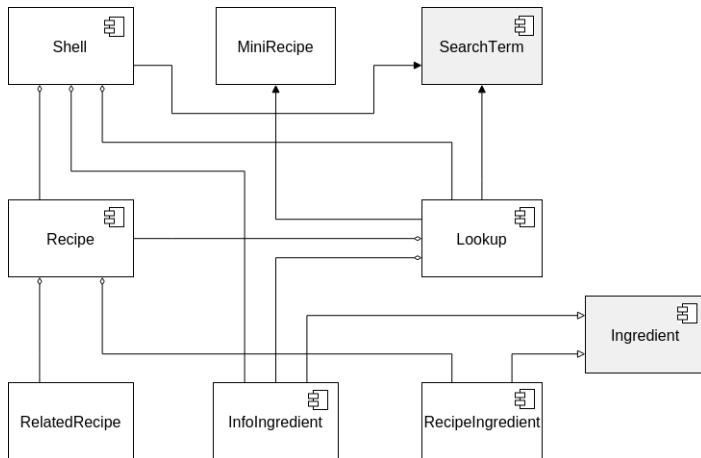 Shell
MiniRecipe
SearchTerm
Recipe
Lookup
Ingredient
RelatedRecipe
InfoIngredient
RecipeIngredient